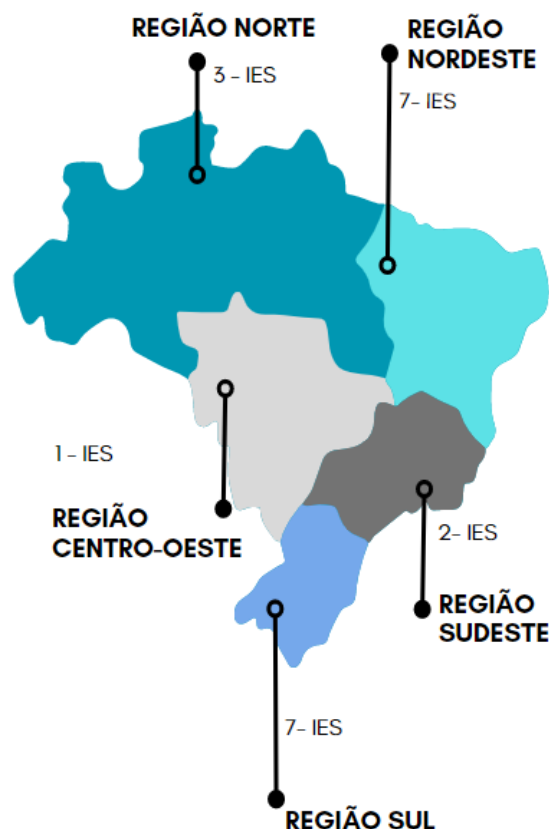 REGIÃO NORTE
3 - IES
REGIÃO
NORDESTE
7- IES
1 - IES
REGIÃO
CENTRO-OESTE
2- IES
REGIÃO
SUDESTE
7- IES
REGIÃO SUL